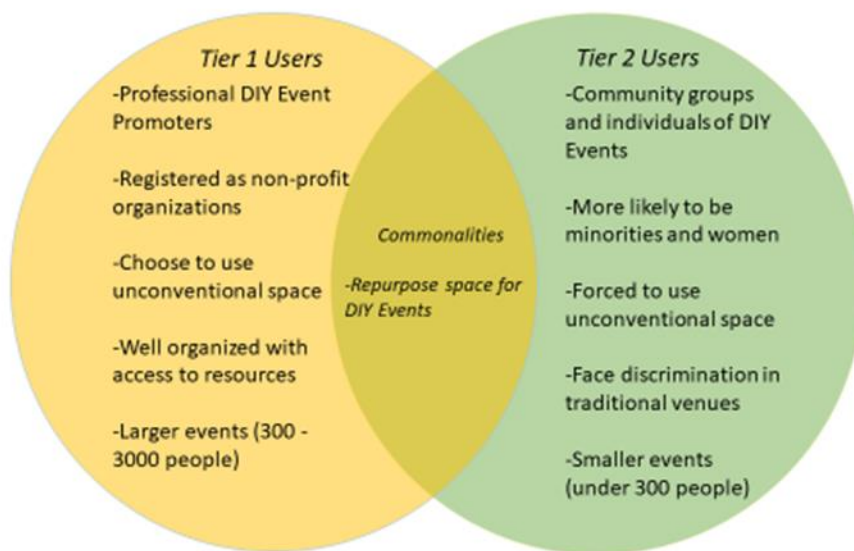 Tier 1 Users
-Professional DIY Event
Promoters
-Registered as non-profit
organizations
-Choose to use
unconventional space
-Well organized with
access to resources
-Larger events (300 -
3000 people)
Commonalities
-Repurpose space for
DIY Events
Tier 2 Users
-Community groups
and individuals of DIY
Events
-More likely to be
minorities and women
-Forced to use
unconventional space
-Face discrimination in
traditional venues
-Smaller events
(under 300 people)